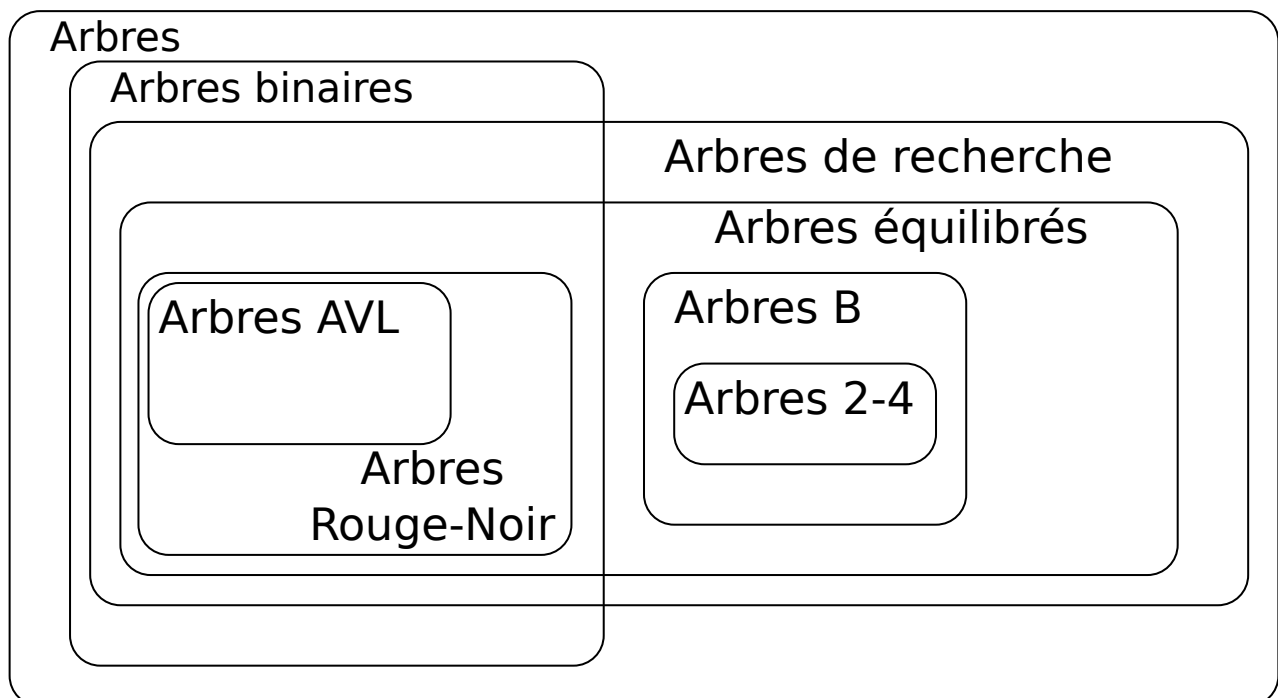 Arbres
Arbres binaires
Arbres de recherche
Arbres équilibrés
Arbres AVL
Arbres B
Arbres 2-4
Arbres
Rouge-Noir